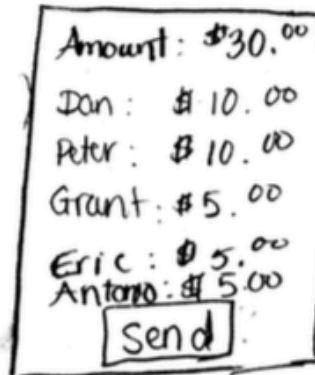 Amount: $30.00
Dan: $10.00
Peter: $10.00
Grant: $5.00
Eric: $5.00
Antonio: $5.00
Send